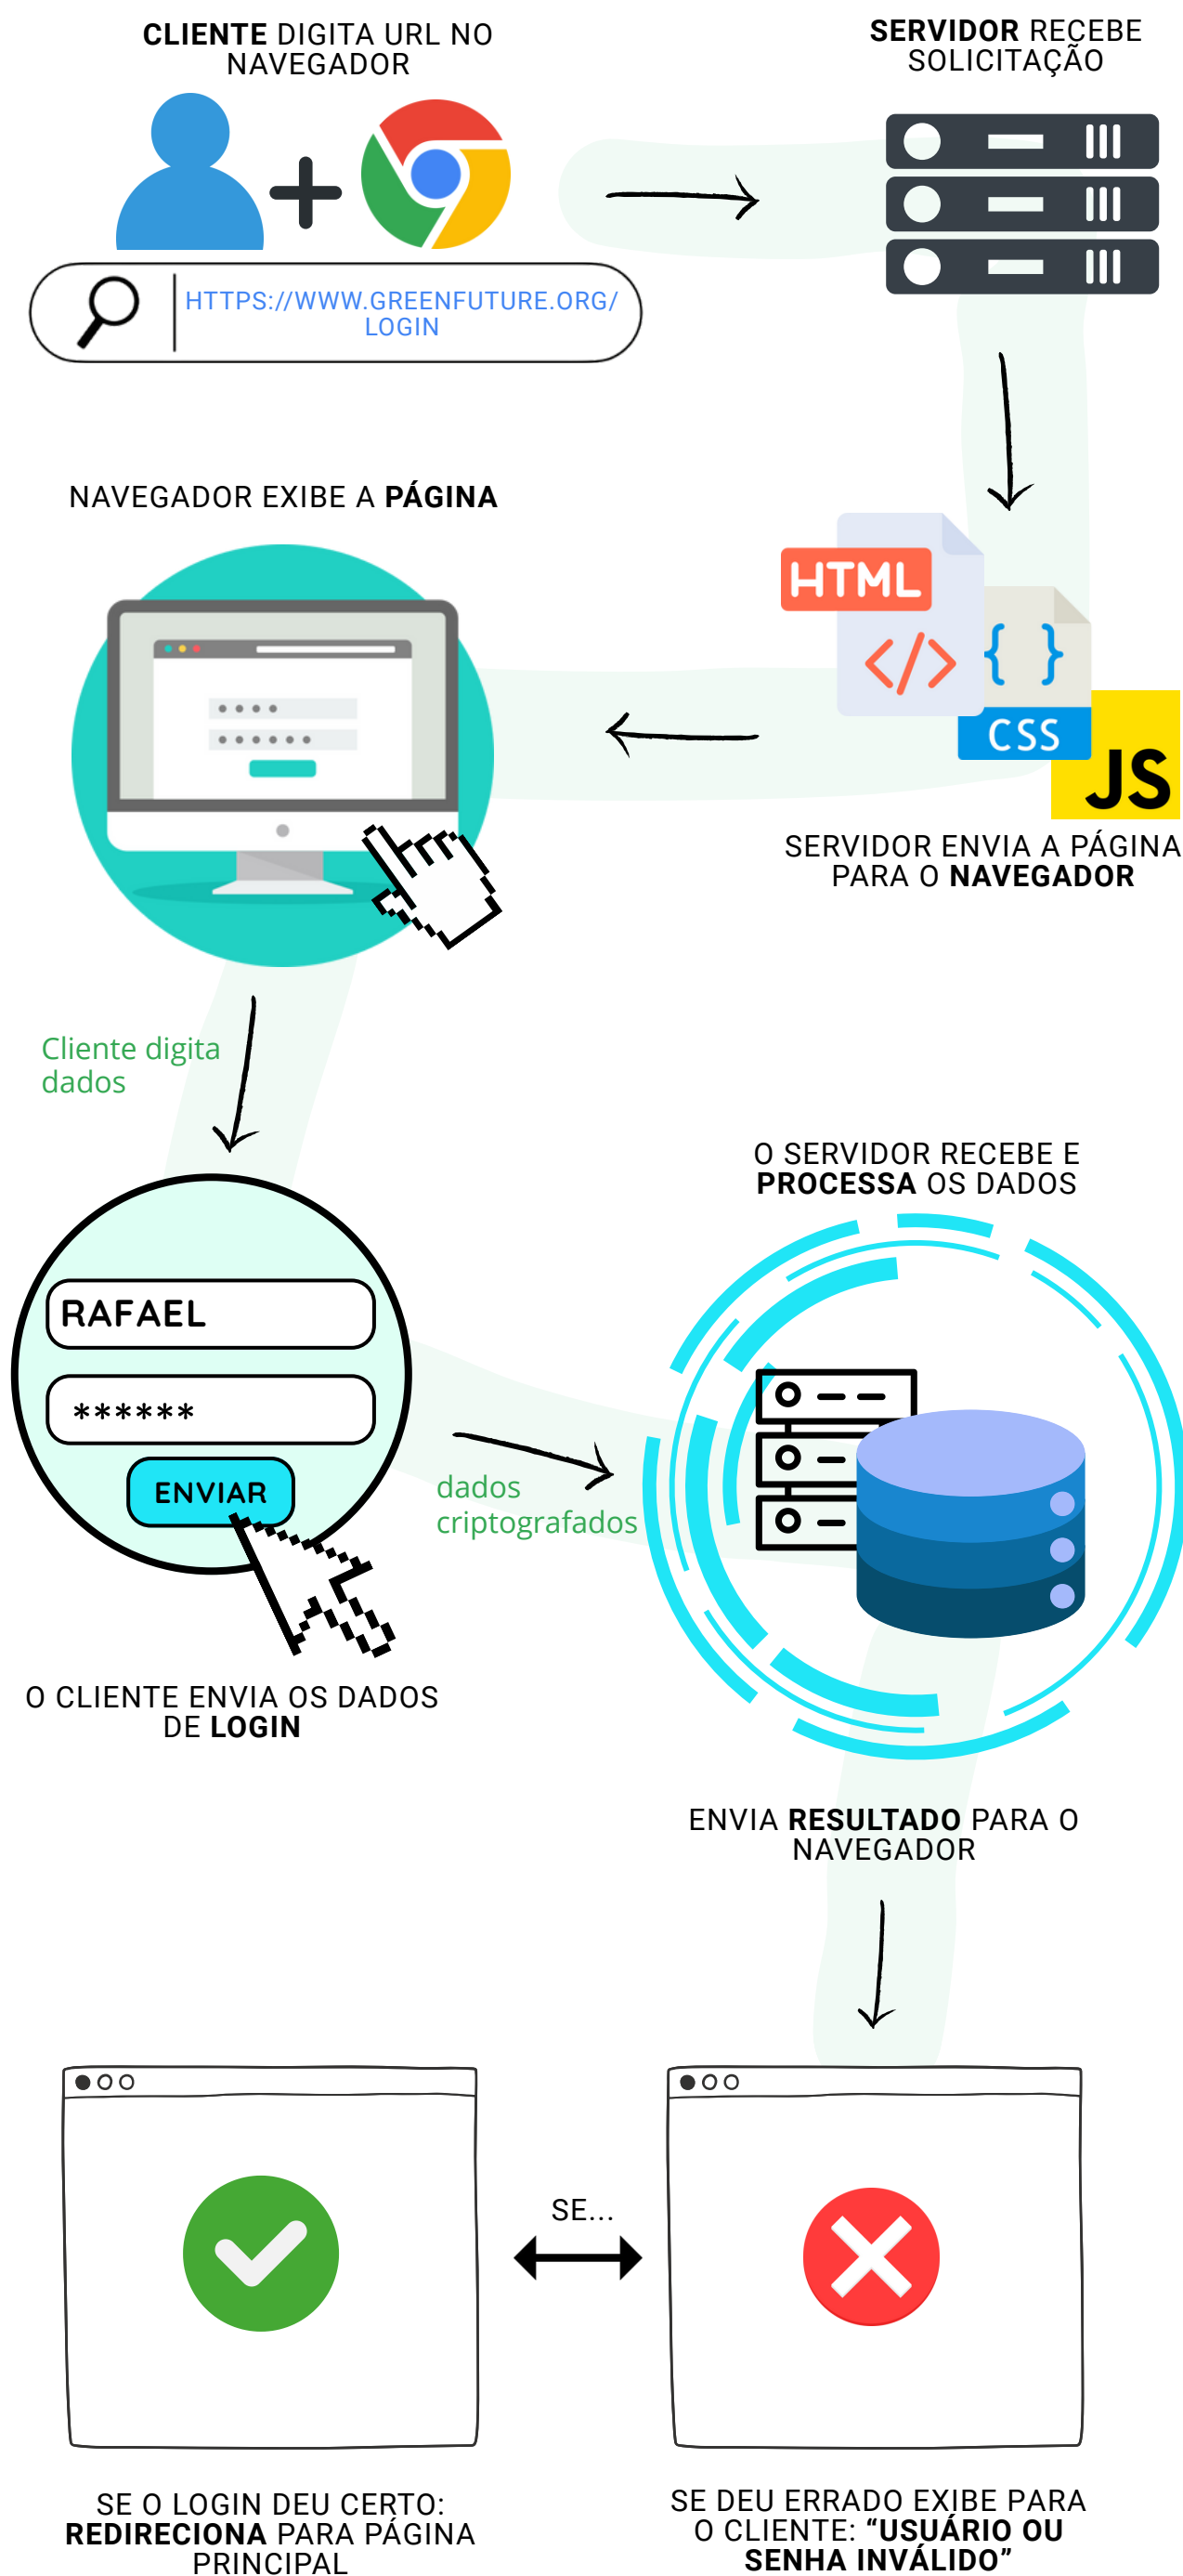 CLIENTE DIGITA URL NO
NAVEGADOR
SERVIDOR RECEBE
SOLICITAÇÃO
HTTPS://WWW.GREENFUTURE.ORG/
LOGIN
HTML
CSS
JS
SERVIDOR ENVIA A PÁGINA
PARA O NAVEGADOR
NAVEGADOR EXIBE A PÁGINA
Cliente digita
dados
RAFAEL
******
ENVIAR
O CLIENTE ENVIA OS DADOS
DE LOGIN
dados
criptografados
O SERVIDOR RECEBE E
PROCESSA OS DADOS
ENVIA RESULTADO PARA O
NAVEGADOR
SE...
SE O LOGIN DEU CERTO:
REDIRECIONA PARA PÁGINA
PRINCIPAL
SE DEU ERRADO EXIBE PARA
O CLIENTE: “USUÁRIO OU
SENHA INVÁLIDO”